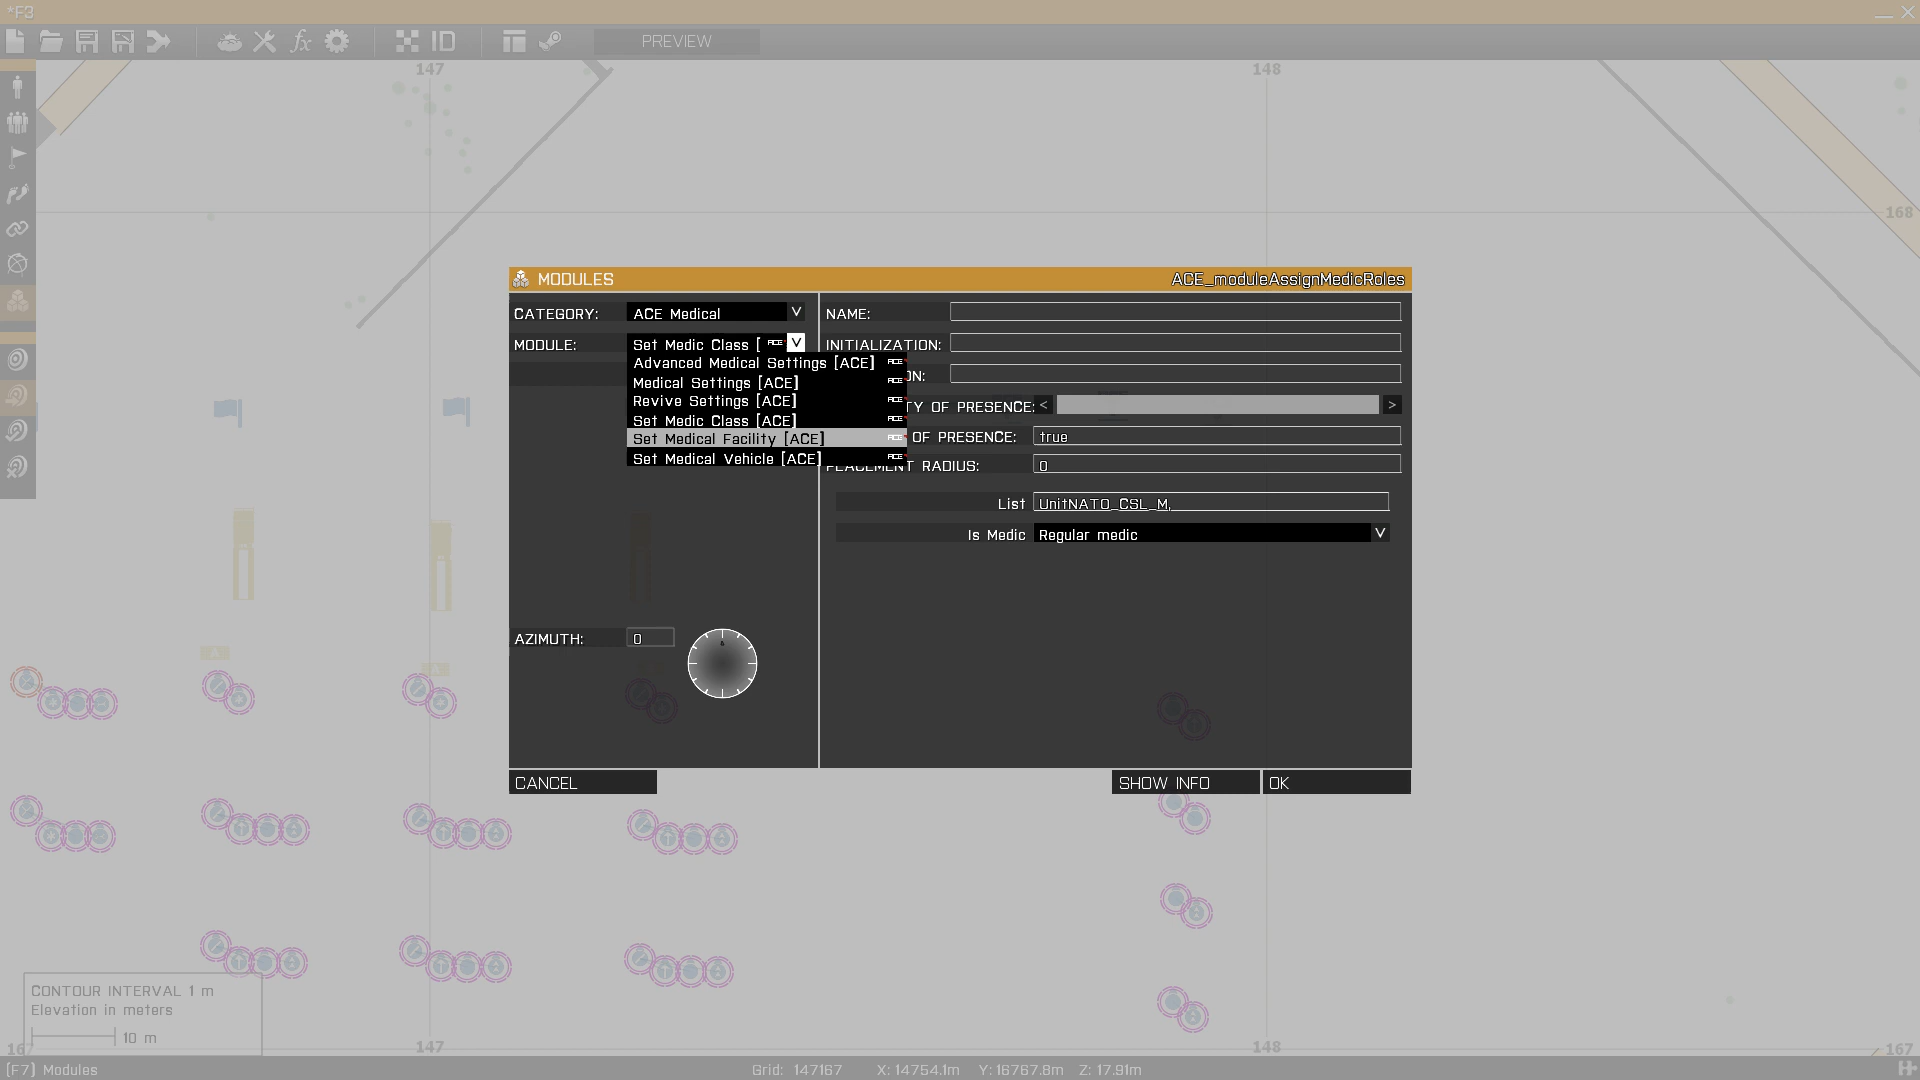 *F3
ID
PREVIEW
147
148
168
MODULES
ACE_moduleAssignMedicRoles
CATEGORY:
ACE Medical
NAME:
MODULE:
Set Medic Class [
INITIALIZATION:
Advanced Medical Settings [ACE]
ON:
Medical Settings [ACE]
Revive Settings [ACE]
TY OF PRESENCE:
<
>
Set Medic Class [ACE]
Set Medical Facility [ACE]
OF PRESENCE:
true
Set Medical Vehicle [ACE]
PLACEMENT RADIUS:
0
List
UnitNATO_CSL_M,
Is Medic
Regular medic
AZIMUTH:
0
CANCEL
SHOW INFO
OK
CONTOUR INTERVAL 1 m
Elevation in meters
10 m
167
147
148
167
(F7) Modules
Grid: 147167
X: 14754.1m
Y: 16767.8m
Z: 17.91m